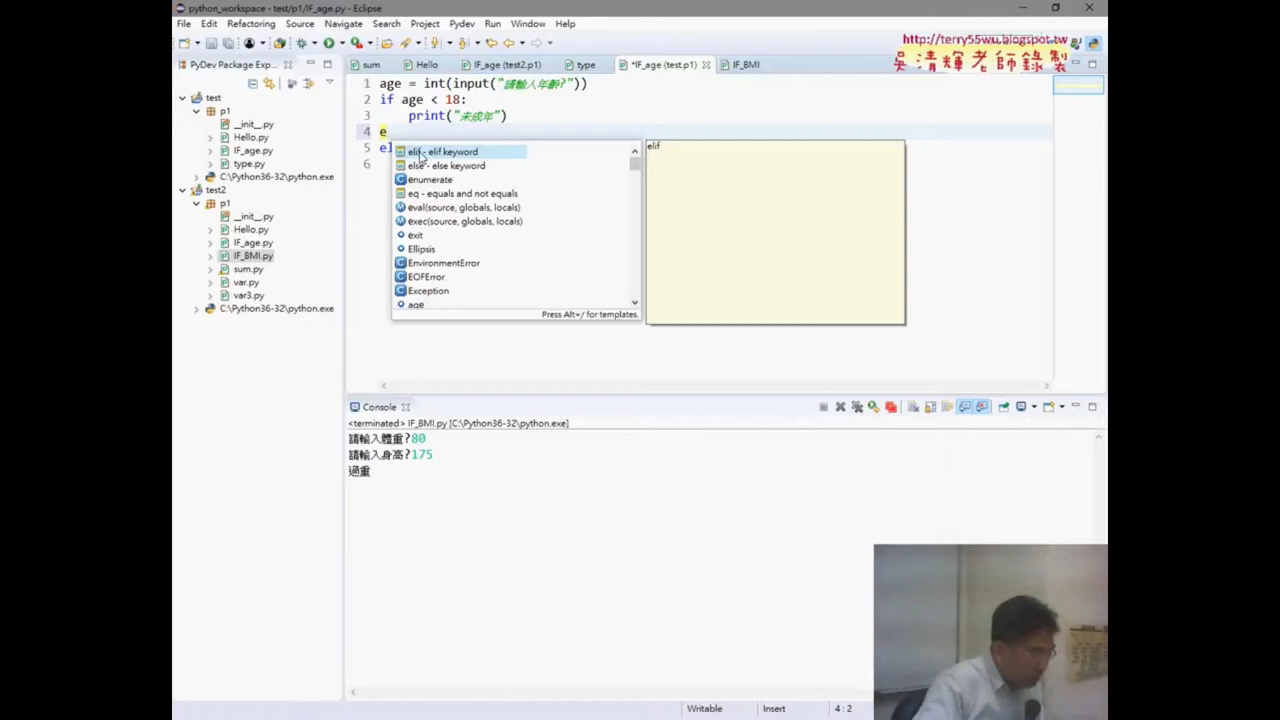 python_workspace - test/p1/IF_age.py - Eclipse
File Edit Refactoring Source Navigate Search Project Pydev Run Window Help
http://terry55wu.blogspot.tw
吳清輝老師錄製
PyDev Package Exp...
sum Hello IF_age (test2.p1) type *IF_age (test.p1) IF_BMI
test
p1
__init__.py
Hello.py
IF_age.py
type.py
C:\Python36-32\python.exe
test2
p1
__init__.py
Hello.py
IF_age.py
IF_BMI.py
sum.py
var.py
var3.py
C:\Python36-32\python.exe
1 age = int(input("請輸入年齡?"))
2 if age < 18:
3 print("未成年")
4 e
5 el
6
elif - elif keyword
else - else keyword
enumerate
eq - equals and not equals
eval(source, globals, locals)
exec(source, globals, locals)
exit
Ellipsis
EnvironmentError
EOFError
Exception
age
Press Alt+/ for templates.
elif
Console
<terminated> IF_BMI.py [C:\Python36-32\python.exe]
請輸入體重?80
請輸入身高?175
過重
Writable Insert 4 : 2